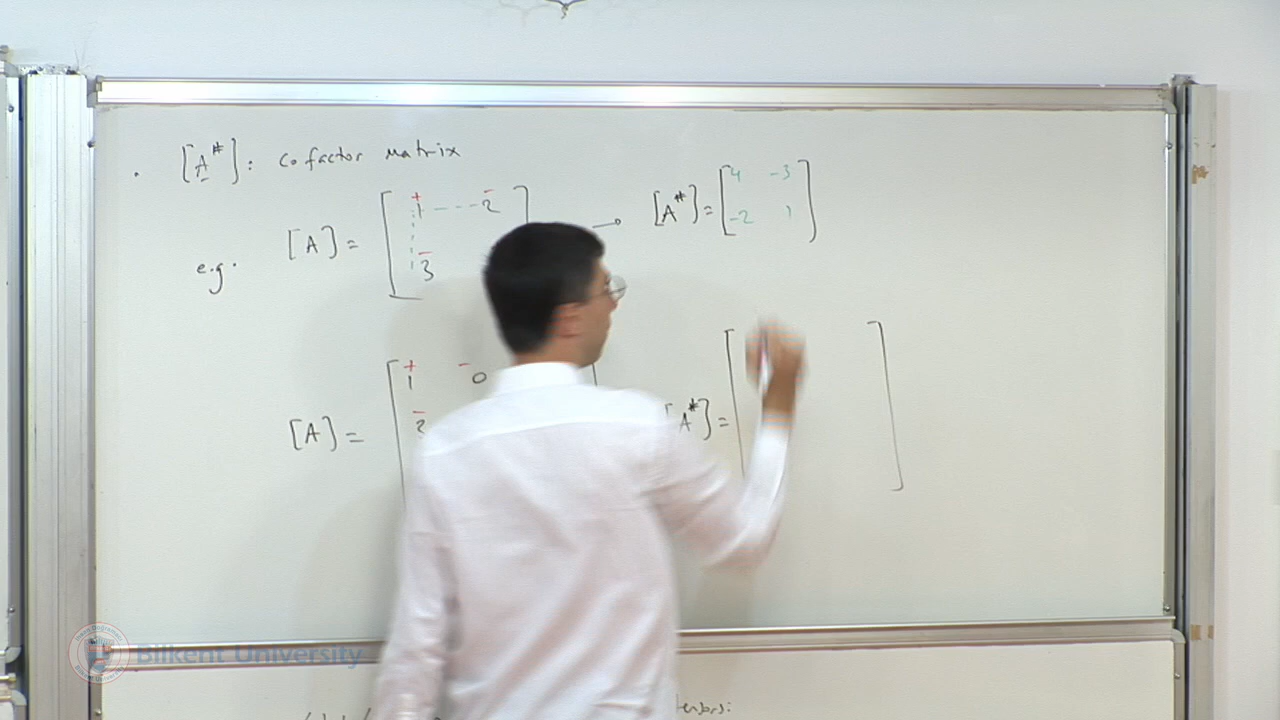 . [A#]: cofactor matrix
e.g. [A] = [ +1 -2
-3
→ [A#] = [ 4 -3
-2 1 ]
[A] = [ +1 -0
-2
[A*] = [ ]
Bilkent University